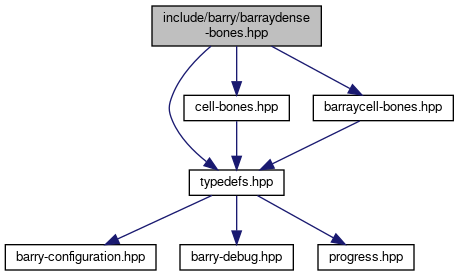 include/barry/barraydense
-bones.hpp
cell-bones.hpp
barraycell-bones.hpp
typedefs.hpp
barry-configuration.hpp
barry-debug.hpp
progress.hpp